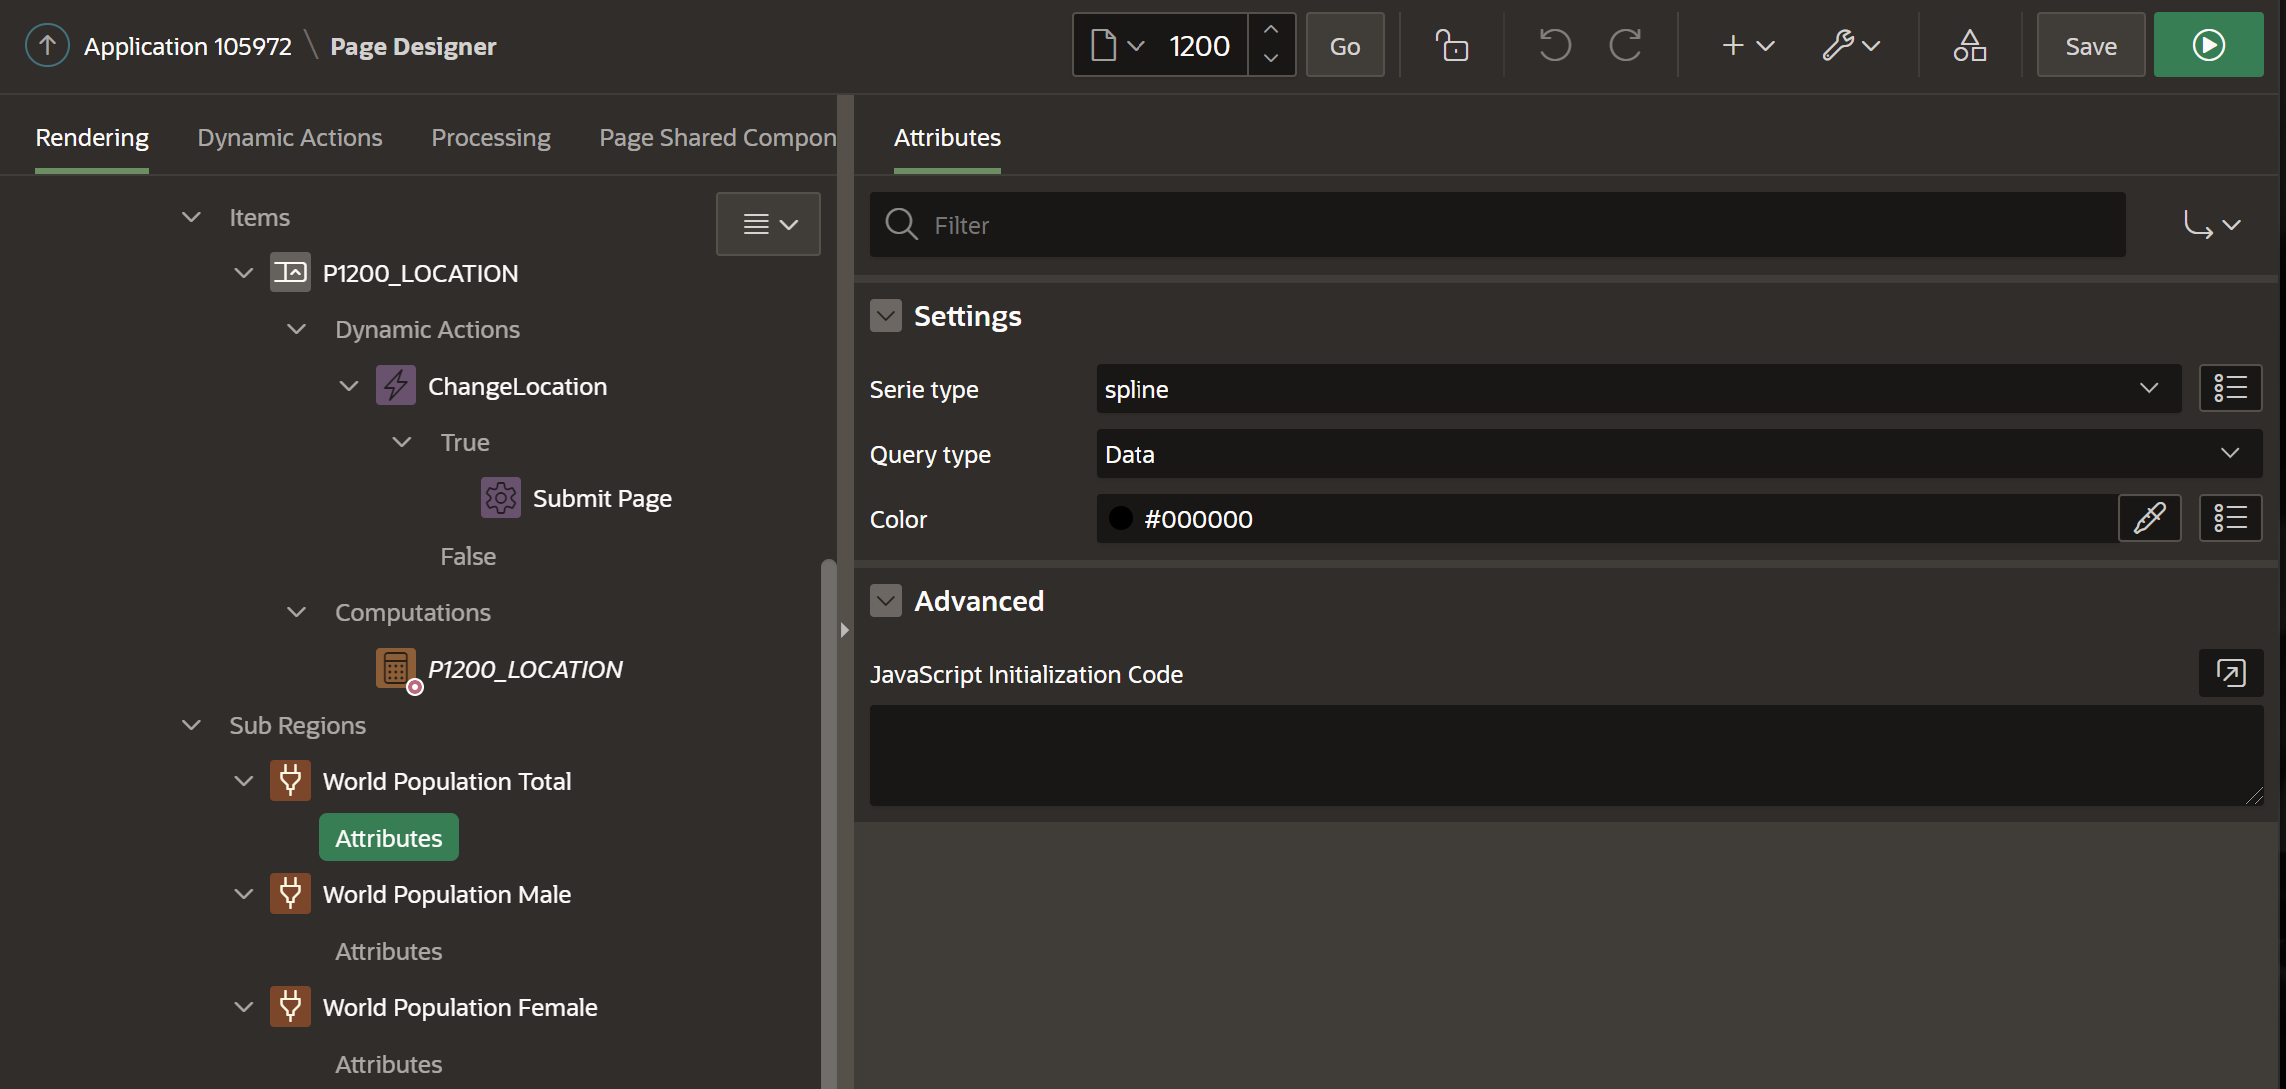 Application 105972 \ Page Designer
1200
Go
Save
Rendering
Dynamic Actions
Processing
Page Shared Compon
Items
P1200_LOCATION
Dynamic Actions
ChangeLocation
True
Submit Page
False
Computations
P1200_LOCATION
Sub Regions
World Population Total
Attributes
World Population Male
Attributes
World Population Female
Attributes
Attributes
Filter
Settings
Serie type
spline
Query type
Data
Color
#000000
Advanced
JavaScript Initialization Code